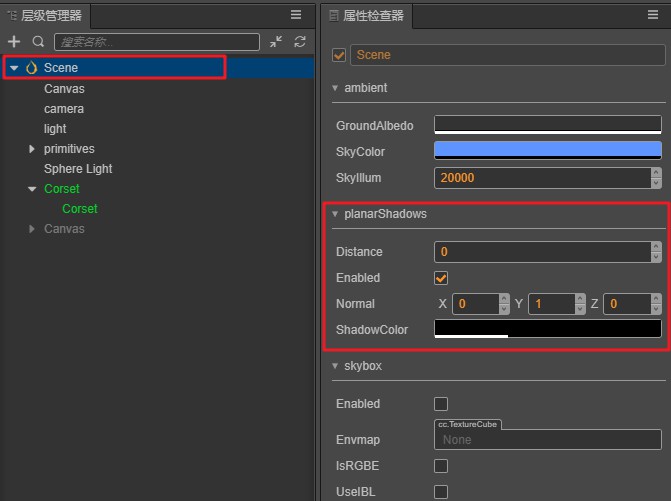 层级管理器
搜索名称...
Scene
Canvas
camera
light
primitives
Sphere Light
Corset
Corset
Canvas
属性检查器
Scene
ambient
GroundAlbedo
SkyColor
SkyIllum 20000
planarShadows
Distance 0
Enabled
Normal X 0 Y 1 Z 0
ShadowColor
skybox
Enabled
cc.TextureCube
Envmap None
IsRGBE
UseIBL